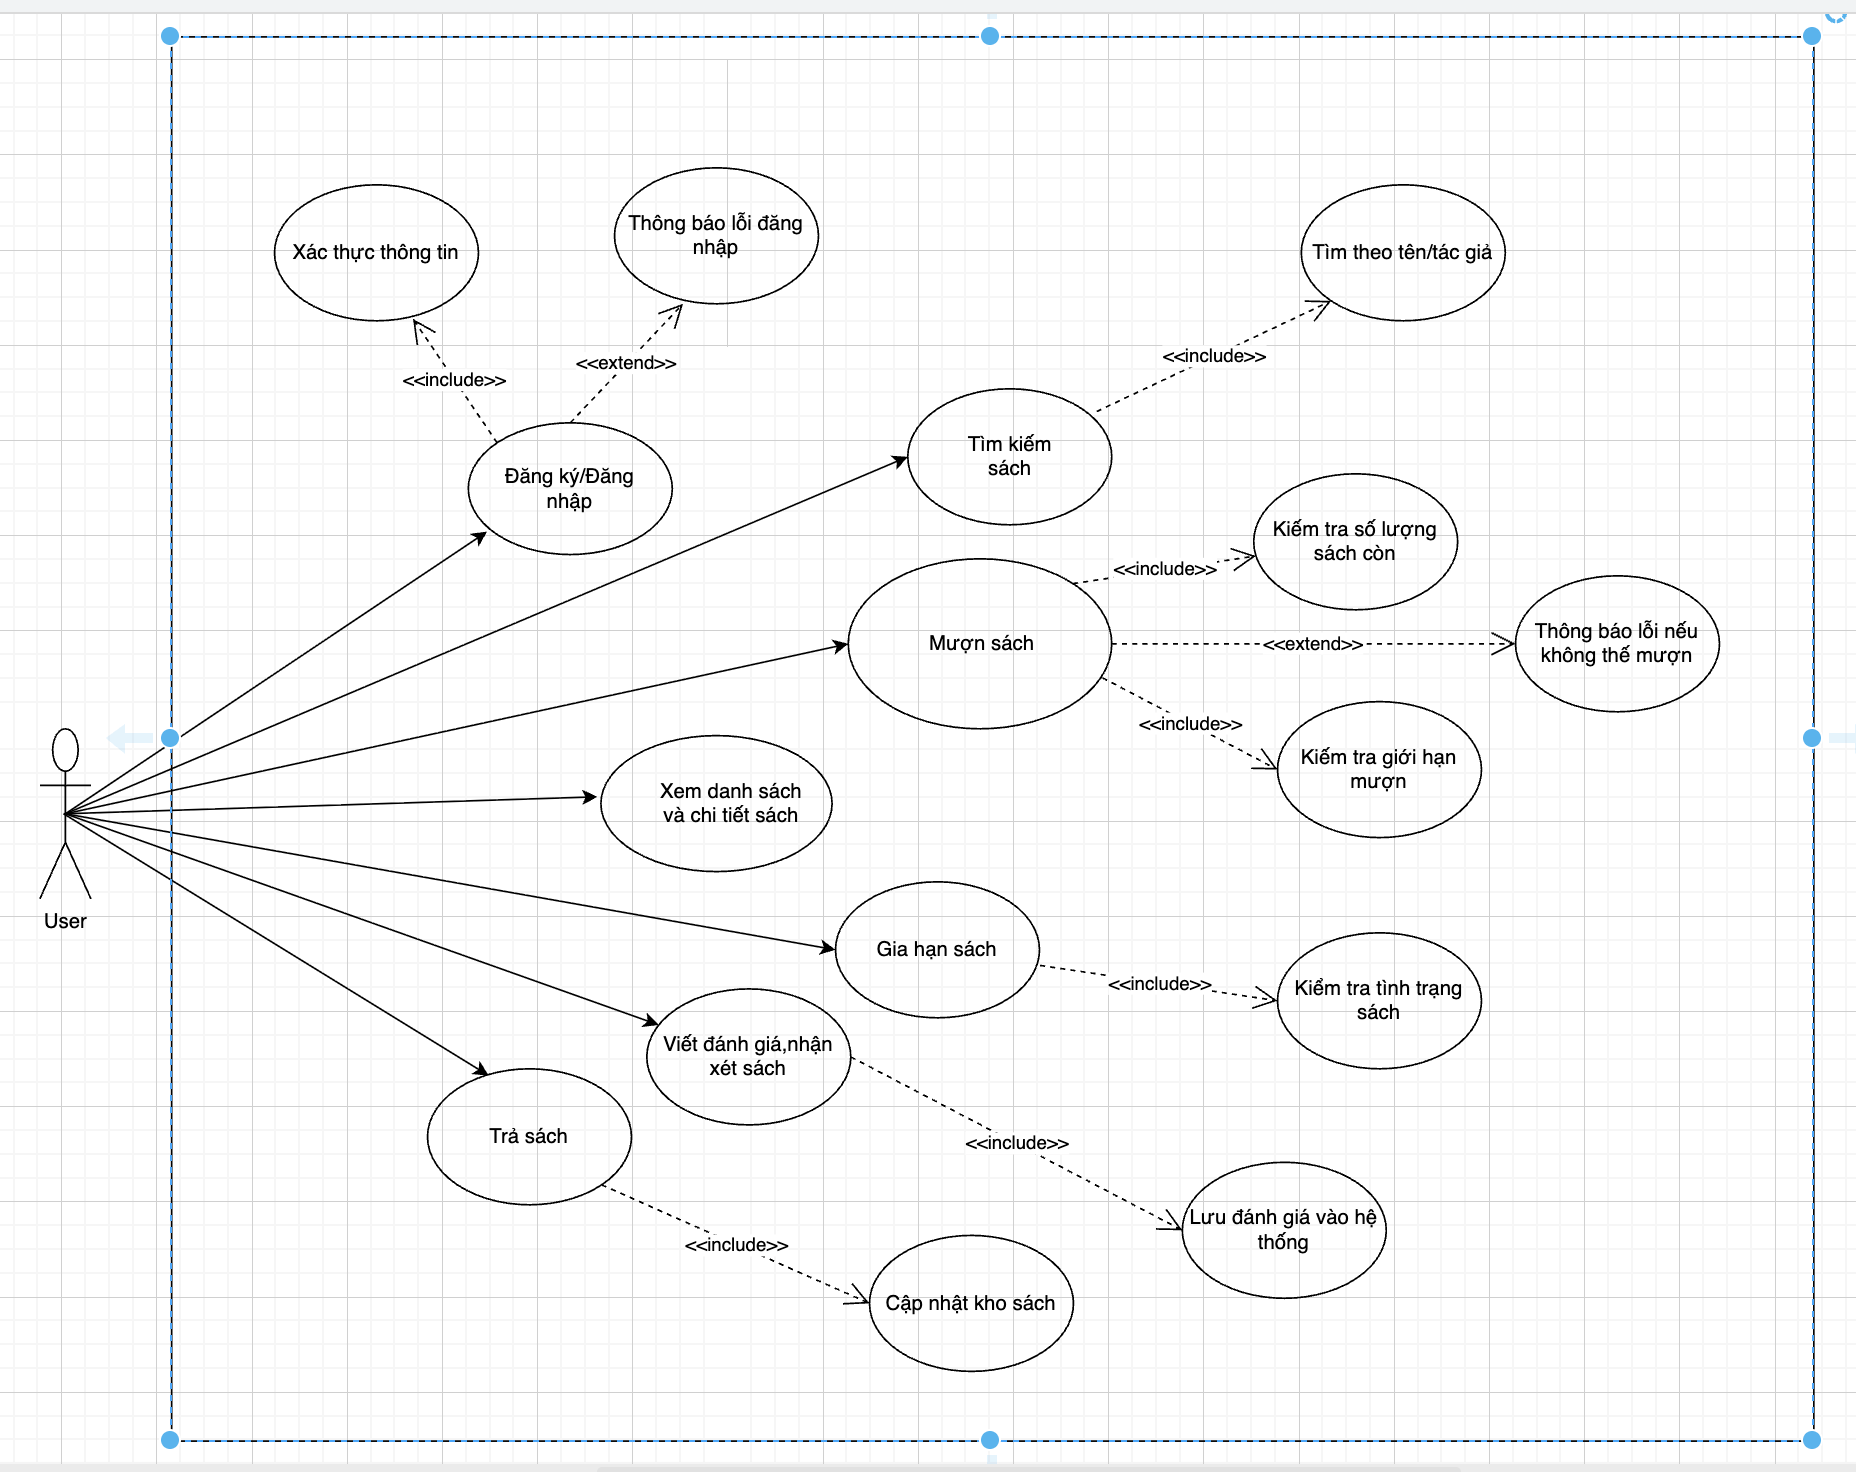 Xác thực thông tin
Thông báo lỗi đăng
nhập
Tìm theo tên/tác giả
<<include>>
<<extend>>
<<include>>
Đăng ký/Đăng
nhập
Tìm kiếm
sách
Kiếm tra số lượng
sách còn
<<include>>
Mượn sách
<<extend>>
Thông báo lỗi nếu
không thế mượn
<<include>>
Kiếm tra giới hạn
mượn
Xem danh sách
và chi tiết sách
User
Gia hạn sách
<<include>>
Kiểm tra tình trạng
sách
Viết đánh giá,nhận
xét sách
Trả sách
<<include>>
<<include>>
Lưu đánh giá vào hệ
thống
Cập nhật kho sách